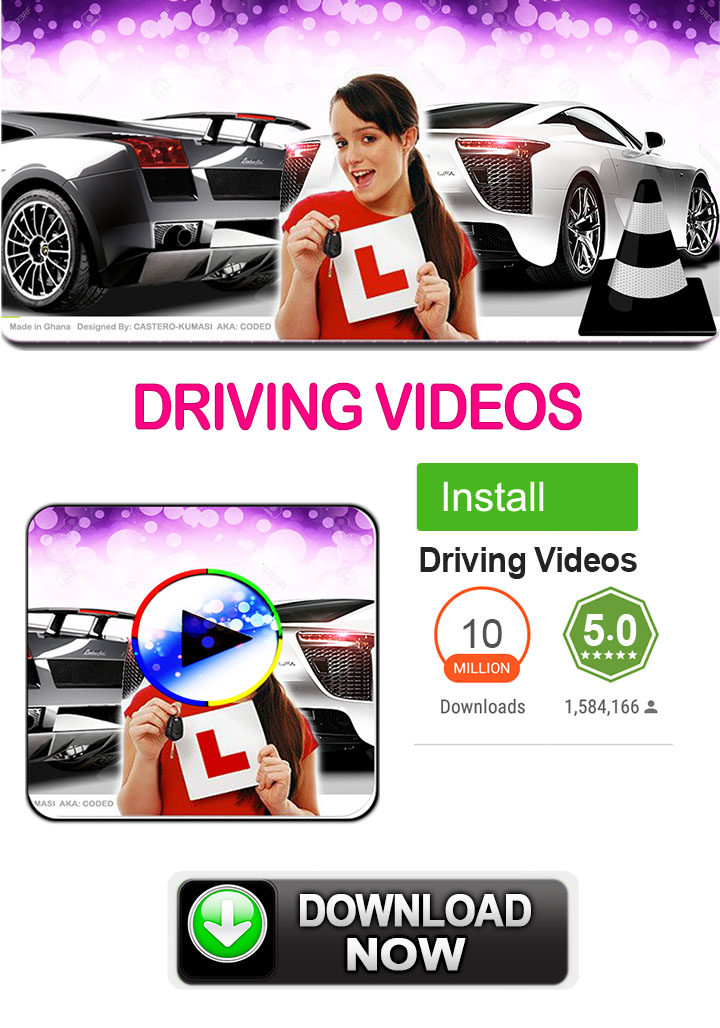 Made in Ghana Designed By: CASTERO-KUMASI AKA: CODED
L
DRIVING VIDEOS
Install
Driving Videos
10
MILLION
Downloads
5.0
1,584,166
L
MASI AKA: CODED
DOWNLOAD
NOW